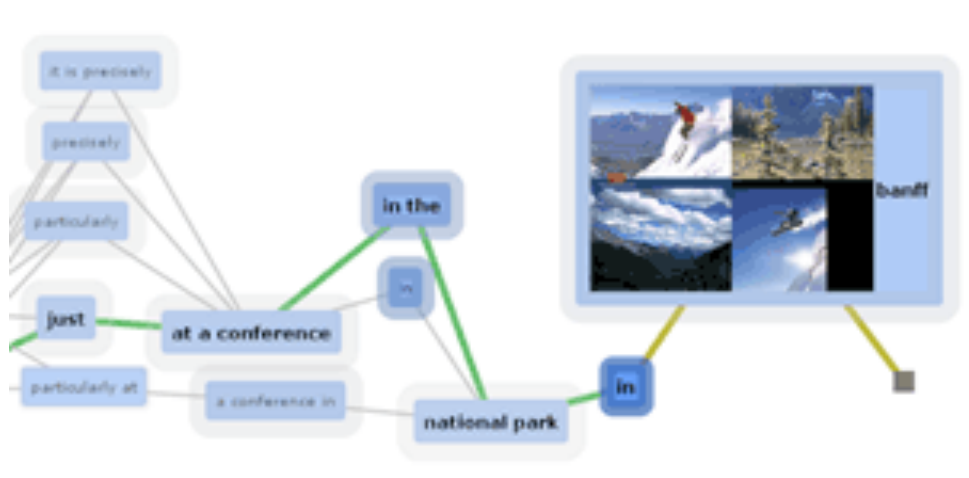 it is precisely
precisely
particularly
just
at a conference
in the
in
particularly at
a conference in
national park
in
banff